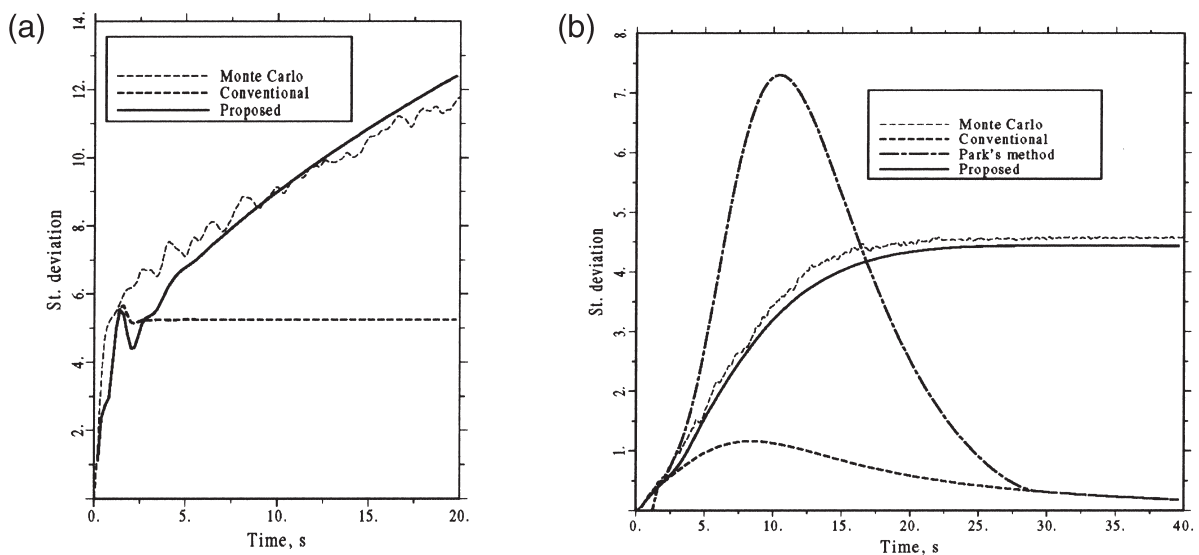 (a)
14.
12.
10.
8.
6.
4.
2.
St. deviation
Monte Carlo
Conventional
Proposed
0.
5.
10.
15.
20.
Time, s
(b)
8.
7.
6.
5.
4.
3.
2.
1.
St. deviation
Monte Carlo
Conventional
Park's method
Proposed
0.
5.
10.
15.
20.
25.
30.
35.
40.
Time, s